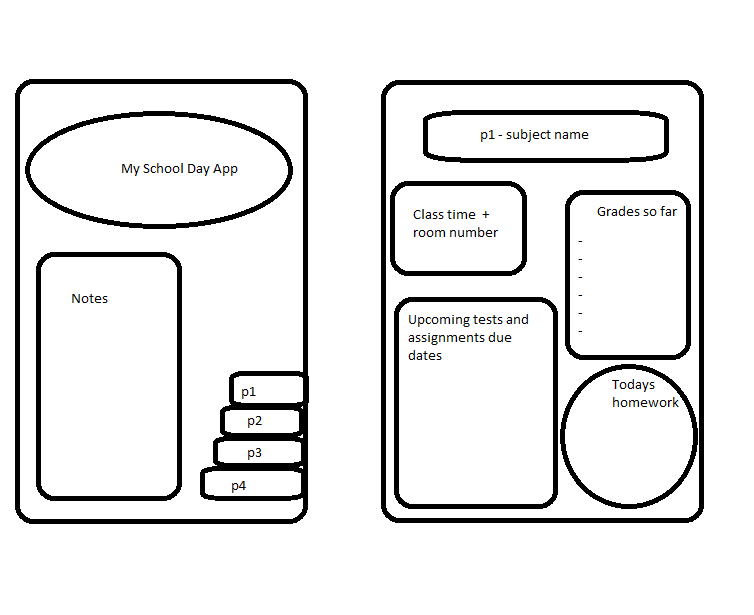 My School Day App
Notes
p1
p2
p3
p4
p1 - subject name
Class time +
room number
Grades so far
-
-
-
-
-
-
Upcoming tests and
assignments due
dates
Todays
homework